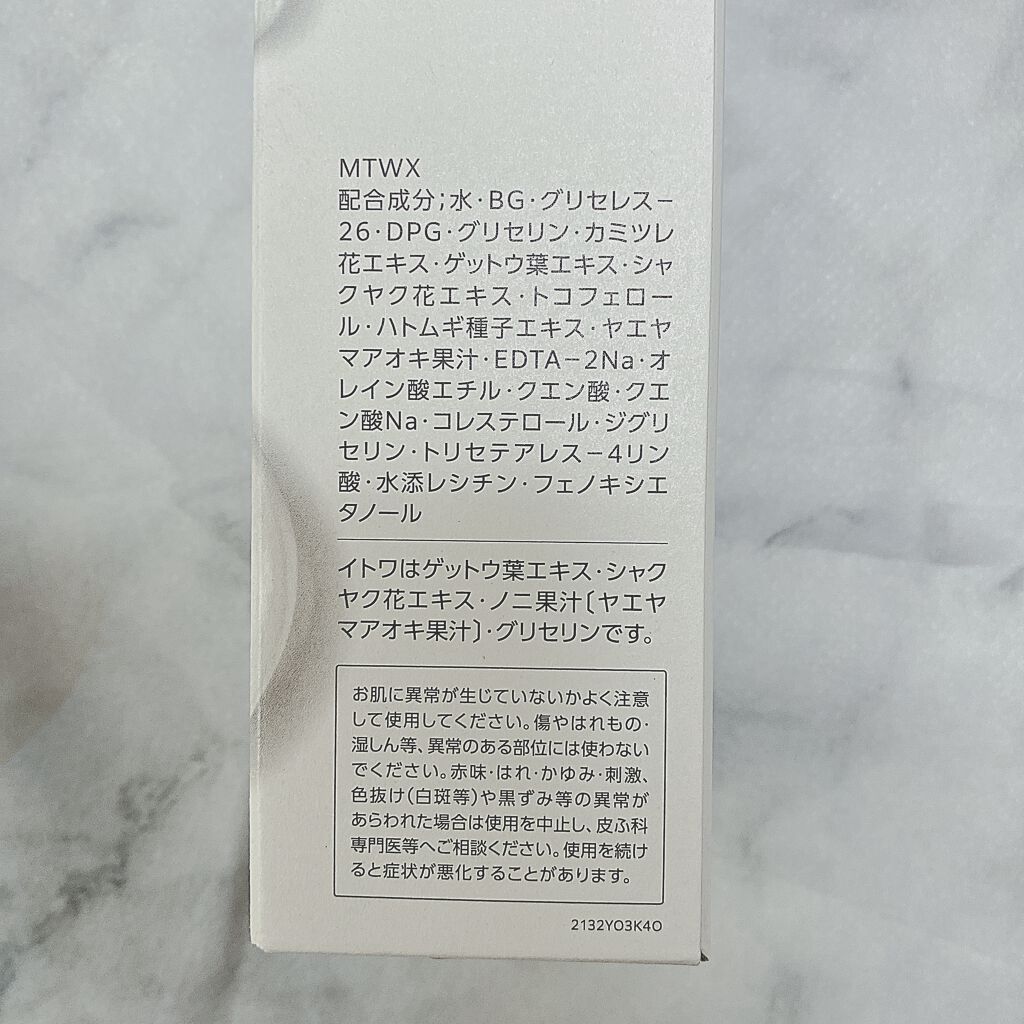 MTWX
配合成分;水・BG・グリセレス－
26・DPG・グリセリン・カミツレ
花エキス・ゲットウ葉エキス・シャ
クヤク花エキス・トコフェロー
ル・ハトムギ種子エキス・ヤエヤ
マアオキ果汁・EDTA－2Na・オ
レイン酸エチル・クエン酸・クエ
ン酸Na・コレステロール・ジグリ
セリン・トリセテアレス－4リン
酸・水添レシチン・フェノキシエ
タノール
イトワはゲットウ葉エキス・シャク
ヤク花エキス・ノニ果汁〔ヤエヤ
マアオキ果汁〕・グリセリンです。
お肌に異常が生じていないかよく注意
して使用してください。傷やはれもの・
湿しん等、異常のある部位には使わない
でください。赤味・はれ・かゆみ・刺激、
色抜け(白斑等)や黒ずみ等の異常が
あらわれた場合は使用を中止し、皮ふ科
専門医等へご相談ください。使用を続け
ると症状が悪化することがあります。
2132Y03K40